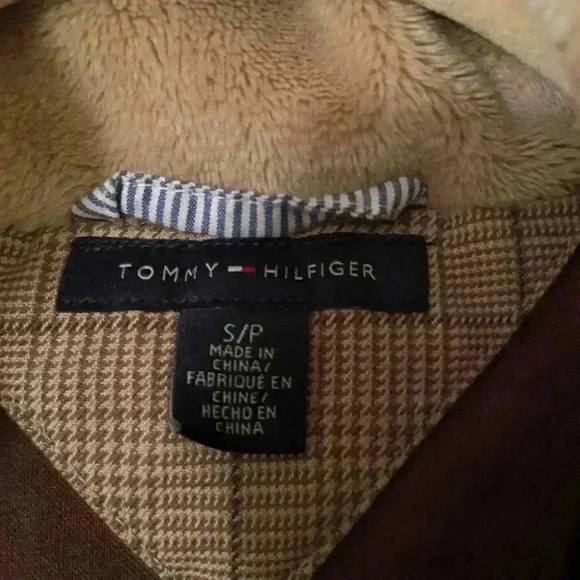 TOMMY HILFIGER
S/P
MADE IN
CHINA/
FABRIQUÉ EN
CHINE/
HECHO EN
CHINA